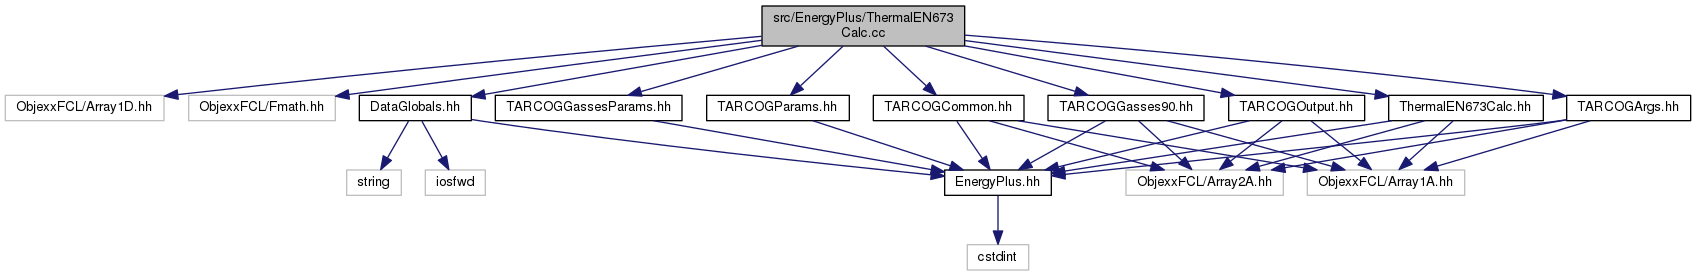 src/EnergyPlus/ThermalEN673
Calc.cc
ObjexxFCL/Array1D.hh
ObjexxFCL/Fmath.hh
DataGlobals.hh
TARCOGGassesParams.hh
TARCOGParams.hh
TARCOGCommon.hh
TARCOGGasses90.hh
TARCOGOutput.hh
ThermalEN673Calc.hh
TARCOGArgs.hh
string
iosfwd
EnergyPlus.hh
ObjexxFCL/Array2A.hh
ObjexxFCL/Array1A.hh
cstdint